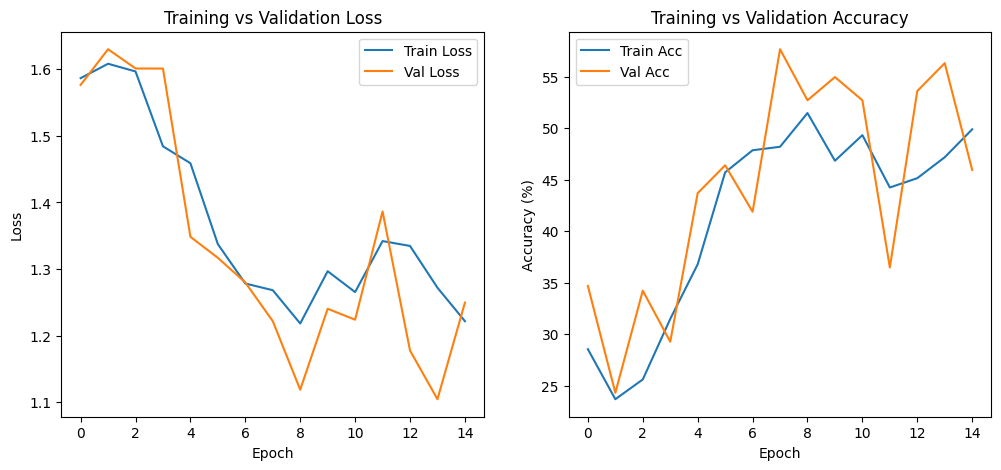 Training vs Validation Loss
Train Loss
Val Loss
1.6
1.5
1.4
1.3
1.2
1.1
Loss
0 2 4 6 8 10 12 14
Epoch
Training vs Validation Accuracy
Train Acc
Val Acc
55
50
45
40
35
30
25
Accuracy (%)
0 2 4 6 8 10 12 14
Epoch